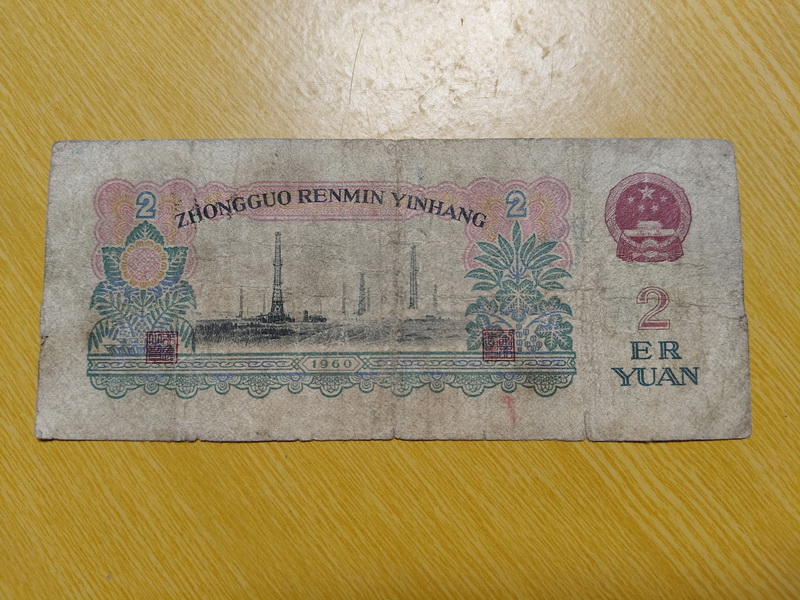 2
2
ZHONGGUO RENMIN YINHANG
2
ER
YUAN
1960